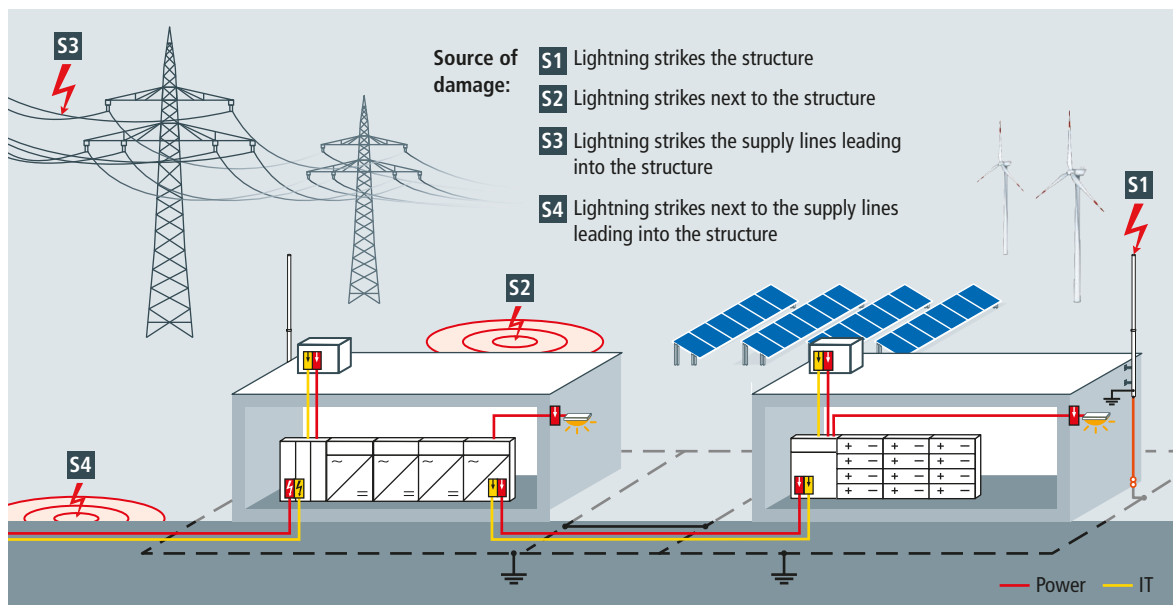 S3
Source of
damage:
S1 Lightning strikes the structure
S2 Lightning strikes next to the structure
S3 Lightning strikes the supply lines leading
into the structure
S4 Lightning strikes next to the supply lines
leading into the structure
S1
S2
S4
Power
IT